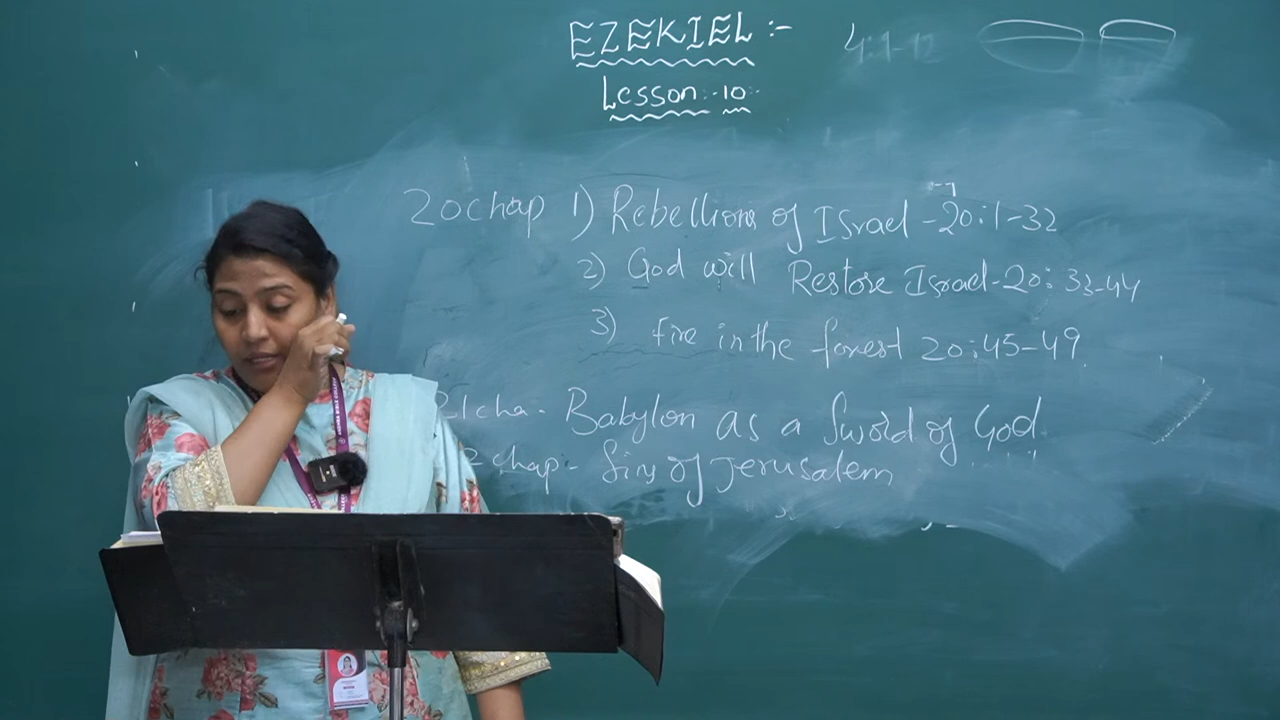 EZEKIEL :-
4:1-12
Lesson :- 10
20chap 1) Rebellions of Israel - 20:1-32
2) God will Restore Israel - 20: 33-44
3) Fire in the forest 20:45-49.
21cha - Babylon as a Sword of God
chap - Sins of Jerusalem